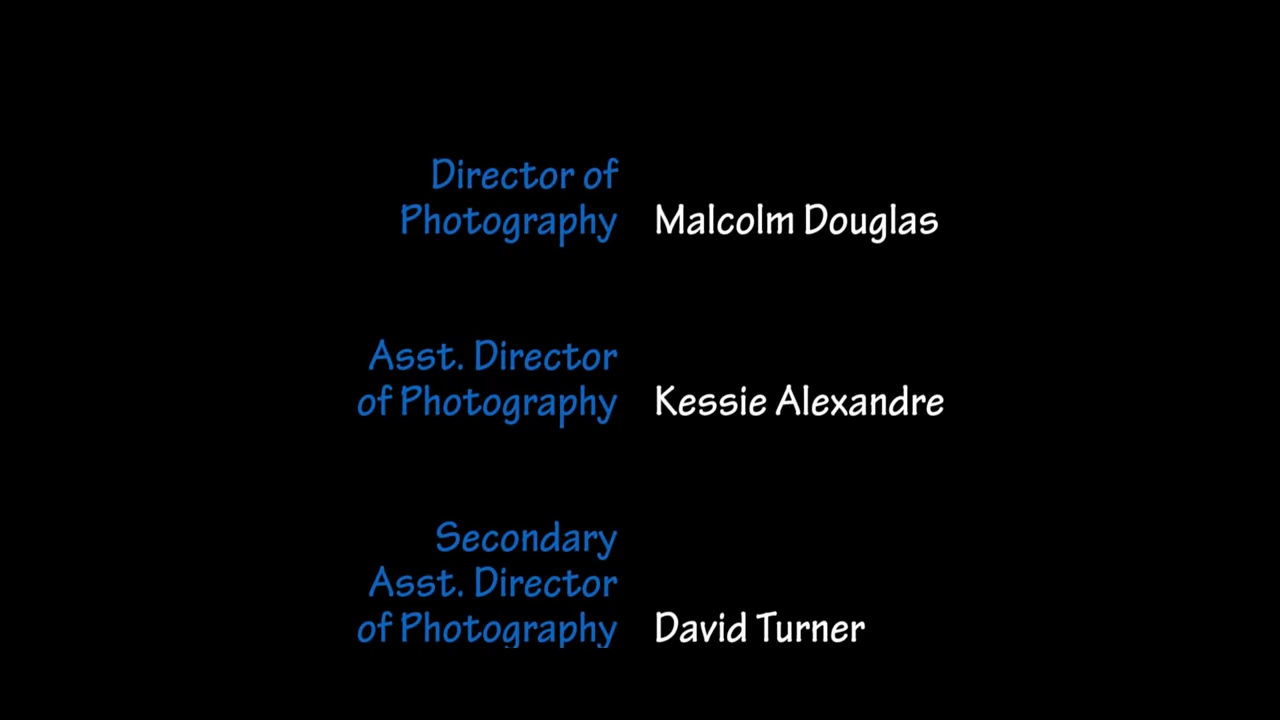 Director of
Photography Malcolm Douglas
Asst. Director
of Photography Kessie Alexandre
Secondary
Asst. Director
of Photography David Turner